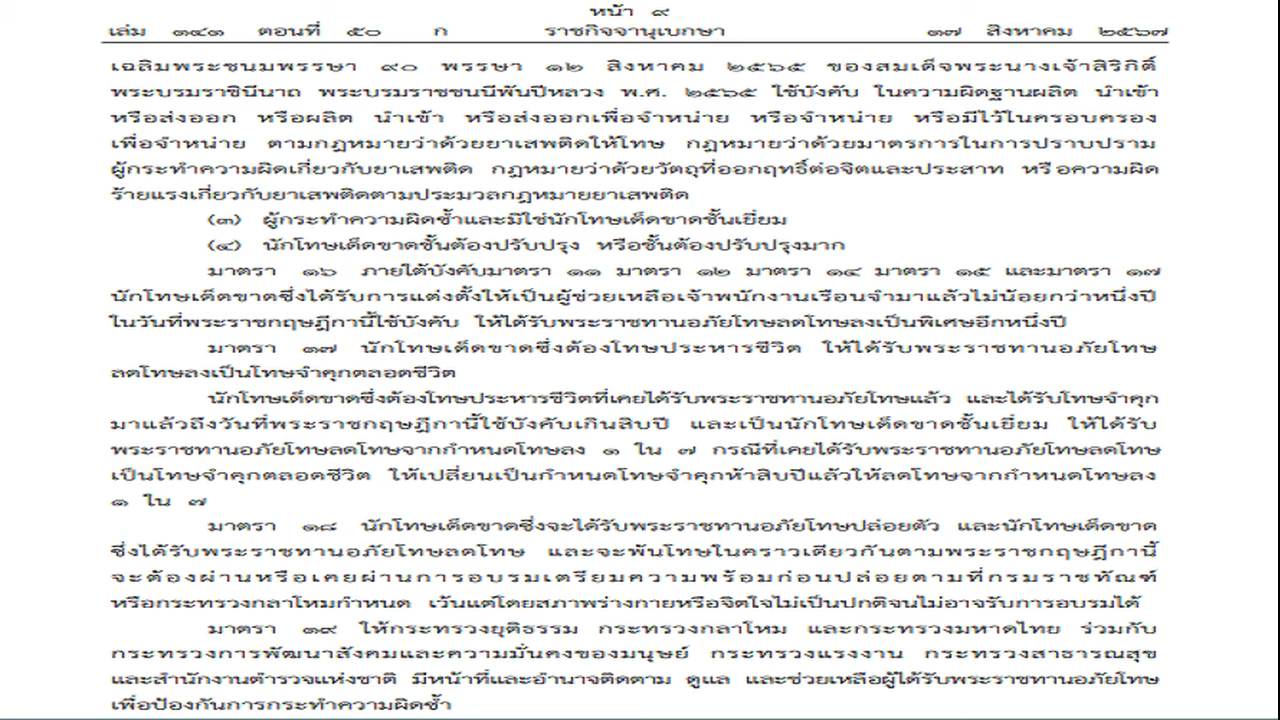 หน้า ๙
เล่ม ๑๔๑ ตอนที่ ๕๐ ก ราชกิจจานุเบกษา ๑๗ สิงหาคม ๒๕๖๗
เฉลิมพระชนมพรรษา ๙๐ พรรษา ๑๒ สิงหาคม ๒๕๖๕ ของสมเด็จพระนางเจ้าสิริกิติ์
พระบรมราชินีนาถ พระบรมราชชนนีพันปีหลวง พ.ศ. ๒๕๖๕ ใช้บังคับ ในความผิดฐานผลิต นำเข้า
หรือส่งออก หรือผลิต นำเข้า หรือส่งออกเพื่อจำหน่าย หรือจำหน่าย หรือมีไว้ในครอบครอง
เพื่อจำหน่าย ตามกฎหมายว่าด้วยยาเสพติดให้โทษ กฎหมายว่าด้วยมาตรการในการปราบปราม
ผู้กระทำความผิดเกี่ยวกับยาเสพติด กฎหมายว่าด้วยวัตถุที่ออกฤทธิ์ต่อจิตและประสาท หรือความผิด
ร้ายแรงเกี่ยวกับยาเสพติดตามประมวลกฎหมายยาเสพติด
(๓) ผู้กระทำความผิดซ้ำและมิใช่นักโทษเด็ดขาดชั้นเยี่ยม
(๔) นักโทษเด็ดขาดชั้นต้องปรับปรุง หรือชั้นต้องปรับปรุงมาก
มาตรา ๑๖ ภายใต้บังคับมาตรา ๑๑ มาตรา ๑๒ มาตรา ๑๔ มาตรา ๑๕ และมาตรา ๑๗
นักโทษเด็ดขาดซึ่งได้รับการแต่งตั้งให้เป็นผู้ช่วยเหลือเจ้าพนักงานเรือนจำมาแล้วไม่น้อยกว่าหนึ่งปี
ในวันที่พระราชกฤษฎีกานี้ใช้บังคับ ให้ได้รับพระราชทานอภัยโทษลดโทษลงเป็นพิเศษอีกหนึ่งปี
มาตรา ๑๗ นักโทษเด็ดขาดซึ่งต้องโทษประหารชีวิต ให้ได้รับพระราชทานอภัยโทษ
ลดโทษลงเป็นโทษจำคุกตลอดชีวิต
นักโทษเด็ดขาดซึ่งต้องโทษประหารชีวิตที่เคยได้รับพระราชทานอภัยโทษแล้ว และได้รับโทษจำคุก
มาแล้วถึงวันที่พระราชกฤษฎีกานี้ใช้บังคับเกินสิบปี และเป็นนักโทษเด็ดขาดชั้นเยี่ยม ให้ได้รับ
พระราชทานอภัยโทษลดโทษจากกำหนดโทษลง ๑ ใน ๗ กรณีที่เคยได้รับพระราชทานอภัยโทษลดโทษ
เป็นโทษจำคุกตลอดชีวิต ให้เปลี่ยนเป็นกำหนดโทษจำคุกห้าสิบปีแล้วให้ลดโทษจากกำหนดโทษลง
๑ ใน ๗
มาตรา ๑๘ นักโทษเด็ดขาดซึ่งจะได้รับพระราชทานอภัยโทษปล่อยตัว และนักโทษเด็ดขาด
ซึ่งได้รับพระราชทานอภัยโทษลดโทษ และจะพ้นโทษในคราวเดียวกันตามพระราชกฤษฎีกานี้
จะต้องผ่านหรือเคยผ่านการอบรมเตรียมความพร้อมก่อนปล่อยตามที่กรมราชทัณฑ์
หรือกระทรวงกลาโหมกำหนด เว้นแต่โดยสภาพร่างกายหรือจิตใจไม่เป็นปกติจนไม่อาจรับการอบรมได้
มาตรา ๑๙ ให้กระทรวงยุติธรรม กระทรวงกลาโหม และกระทรวงมหาดไทย ร่วมกับ
กระทรวงการพัฒนาสังคมและความมั่นคงของมนุษย์ กระทรวงแรงงาน กระทรวงสาธารณสุข
และสำนักงานตำรวจแห่งชาติ มีหน้าที่และอำนาจติดตาม ดูแล และช่วยเหลือผู้ได้รับพระราชทานอภัยโทษ
เพื่อป้องกันการกระทำความผิดซ้ำ